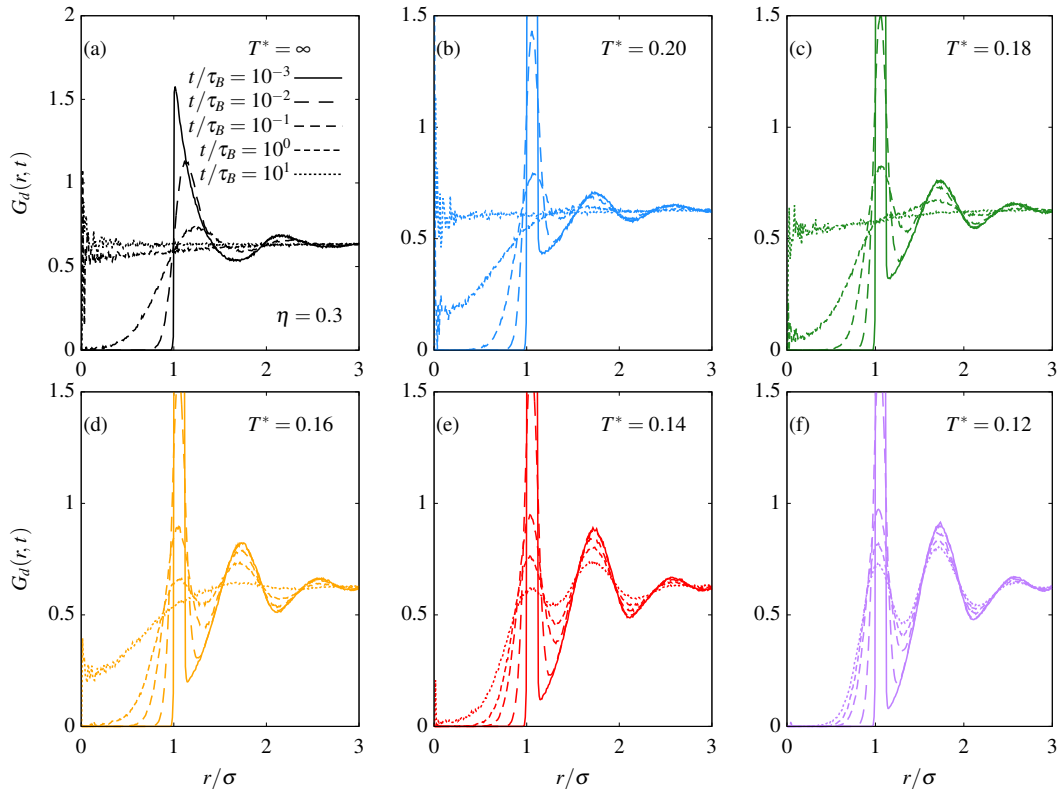 (a)
T* = ∞
t/τ_B = 10⁻³
t/τ_B = 10⁻²
t/τ_B = 10⁻¹
t/τ_B = 10⁰
t/τ_B = 10¹
η = 0.3
G_d(r, t)
2
1.5
1
0.5
0
0 1 2 3
(b)
T* = 0.20
1.5
1
0.5
0
0 1 2 3
(c)
T* = 0.18
1.5
1
0.5
0
0 1 2 3
(d)
T* = 0.16
G_d(r, t)
1.5
1
0.5
0
0 1 2 3
r/σ
(e)
T* = 0.14
1.5
1
0.5
0
0 1 2 3
r/σ
(f)
T* = 0.12
1.5
1
0.5
0
0 1 2 3
r/σ